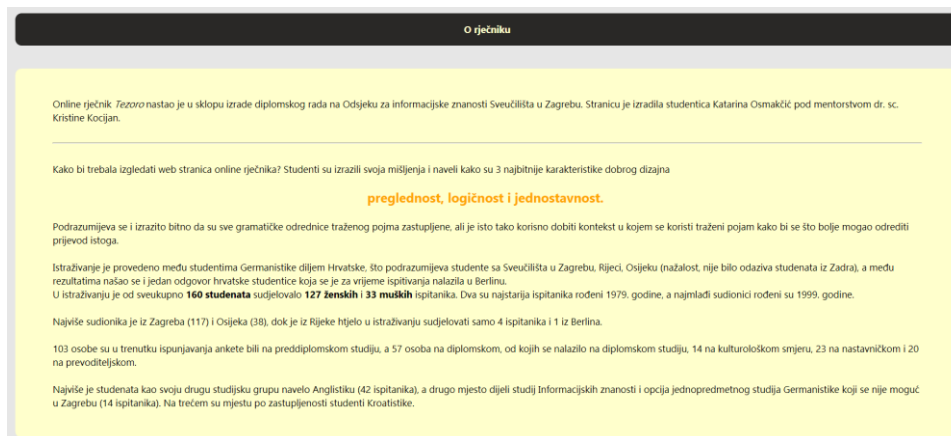 O rječniku
Online rječnik Tezoro nastao je u sklopu izrade diplomskog rada na Odsjeku za informacijske znanosti Sveučilišta u Zagrebu. Stranicu je izradila studentica Katarina Osmakčić pod mentorstvom dr. sc.
Kristine Kocijan.
Kako bi trebala izgledati web stranica online rječnika? Studenti su izrazili svoja mišljenja i naveli kako su 3 najbitnije karakteristike dobrog dizajna
preglednost, logičnost i jednostavnost.
Podrazumijeva se i izrazito bitno da su sve gramatičke odrednice traženog pojma zastupljene, ali je isto tako korisno dobiti kontekst u kojem se koristi traženi pojam kako bi se što bolje mogao odrediti
prijevod istoga.
Istraživanje je provedeno među studentima Germanistike diljem Hrvatske, što podrazumijeva studente sa Sveučilišta u Zagrebu, Rijeci, Osijeku (nažalost, nije bilo odaziva studenata iz Zadra), a među
rezultatima našao se i jedan odgovor hrvatske studentice koja se je za vrijeme ispitivanja nalazila u Berlinu.
U istraživanju je od sveukupno 160 studenata sudjelovalo 127 ženskih i 33 muških ispitanika. Dva su najstarija ispitanika rođeni 1979. godine, a najmlađi sudionici rođeni su 1999. godine.
Najviše sudionika je iz Zagreba (117) i Osijeka (38), dok je iz Rijeke htjelo u istraživanju sudjelovati samo 4 ispitanika i 1 iz Berlina.
103 osobe su u trenutku ispunjavanja ankete bili na preddiplomskom studiju, a 57 osoba na diplomskom, od kojih se nalazilo na diplomskom studiju, 14 na kulturološkom smjeru, 23 na nastavničkom i 20
na prevoditeljskom.
Najviše je studenata kao svoju drugu studijsku grupu navelo Anglistiku (42 ispitanika), a drugo mjesto dijeli studij Informacijskih znanosti i opcija jednopredmetnog studija Germanistike koji se nije moguč
u Zagrebu (14 ispitanika). Na trećem su mjestu po zastupljenosti studenti Kroatistike.